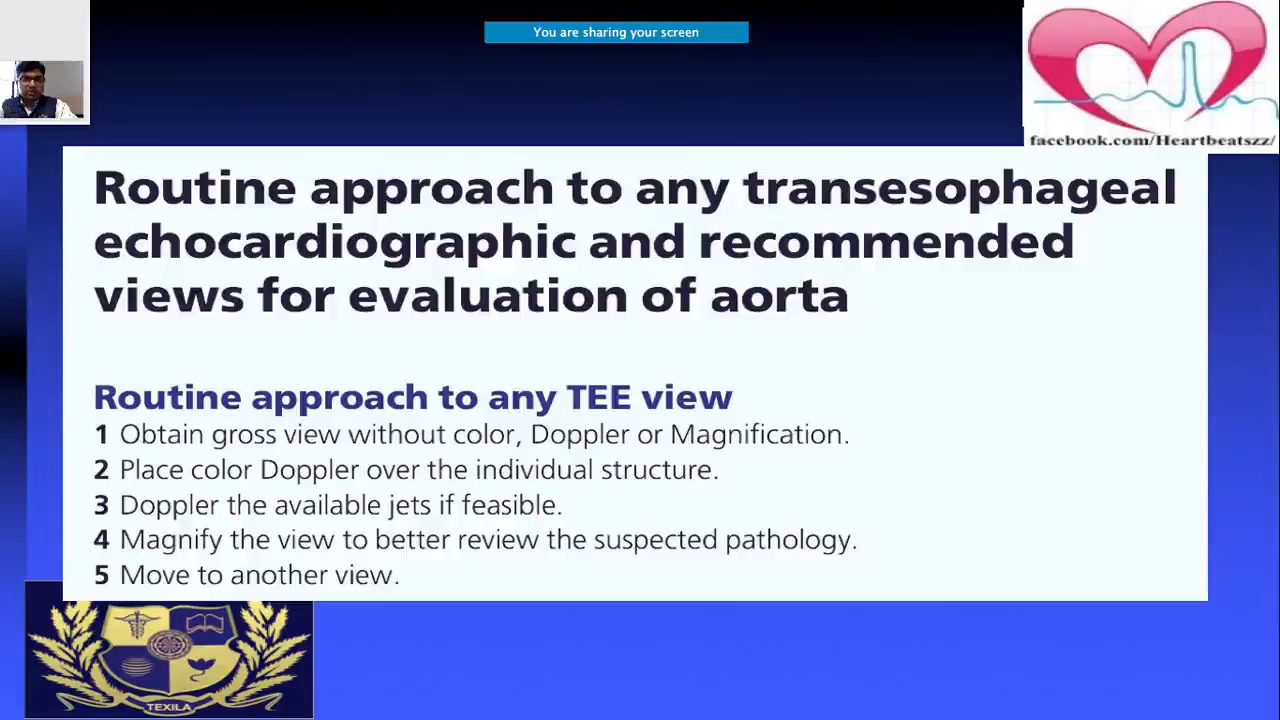 You are sharing your screen
facebook.com/Heartbeatszz/
Routine approach to any transesophageal
echocardiographic and recommended
views for evaluation of aorta
Routine approach to any TEE view
1 Obtain gross view without color, Doppler or Magnification.
2 Place color Doppler over the individual structure.
3 Doppler the available jets if feasible.
4 Magnify the view to better review the suspected pathology.
5 Move to another view.
TEXILA